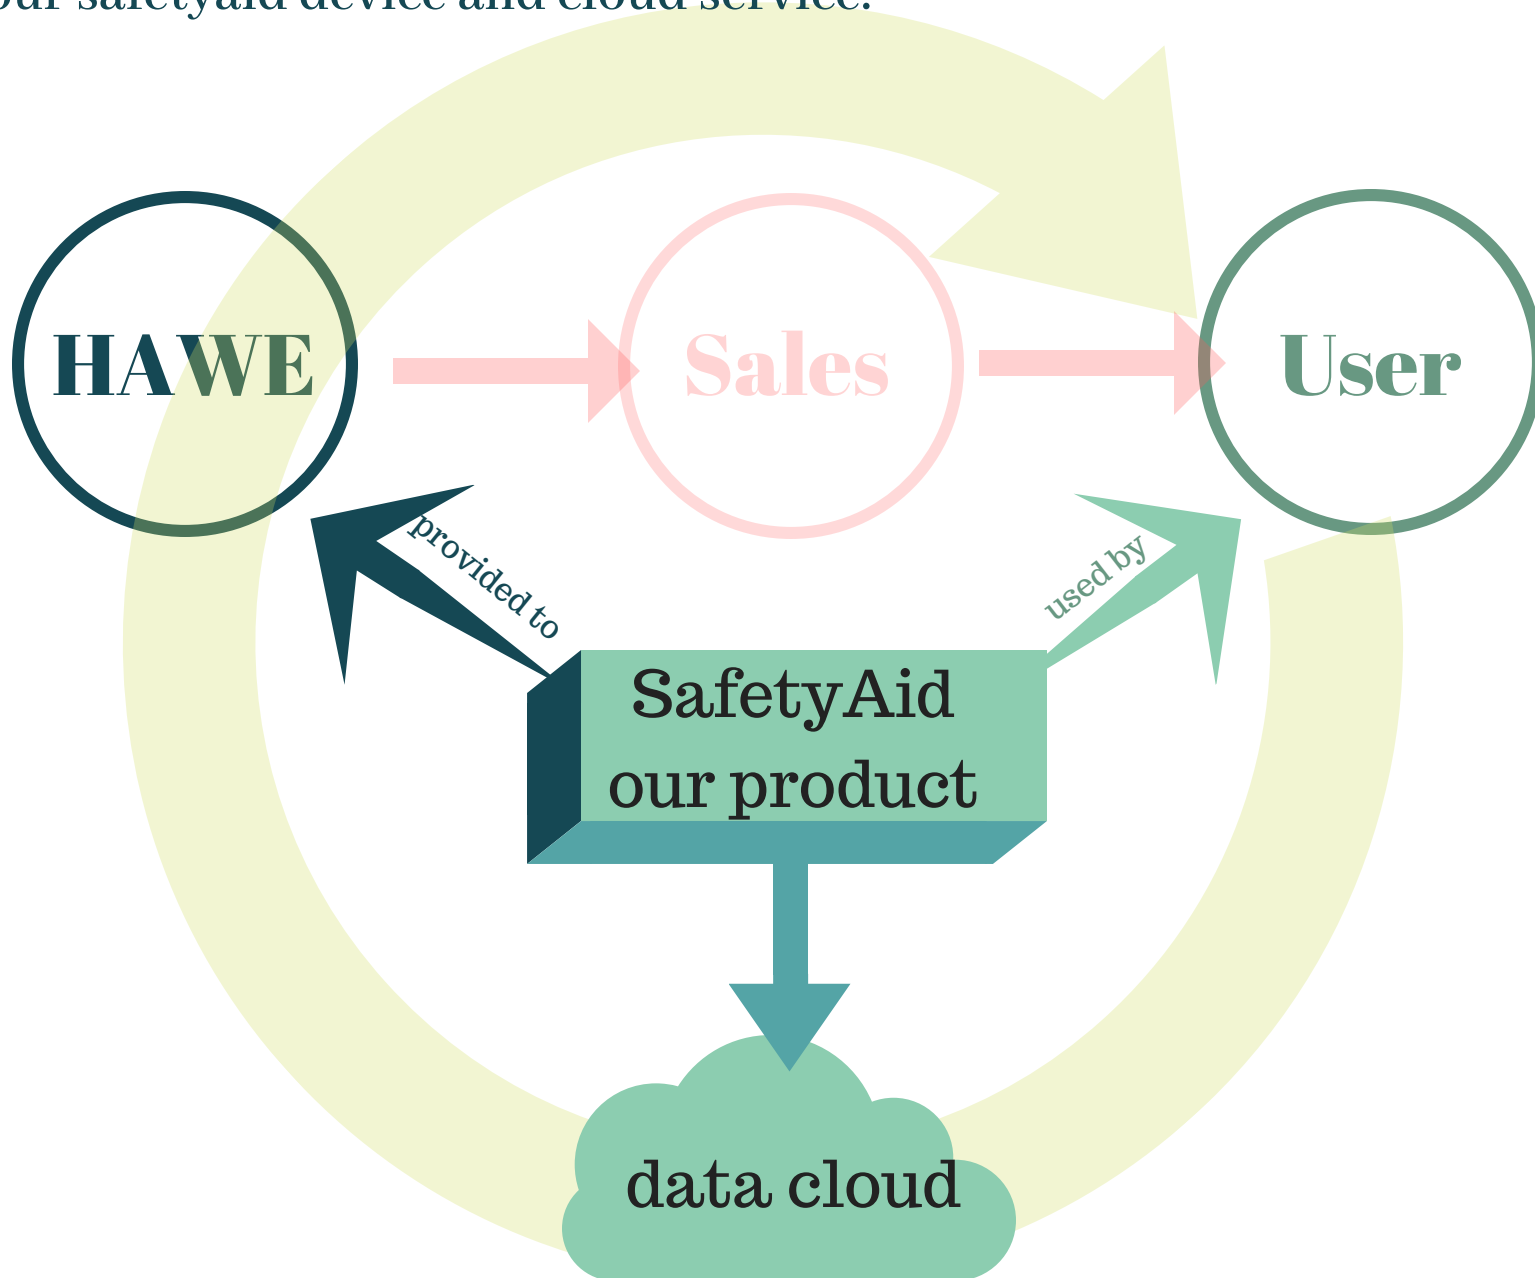 our safetyaid device and cloud service.
HAWE
Sales
User
provided to
used by
SafetyAid
our product
data cloud